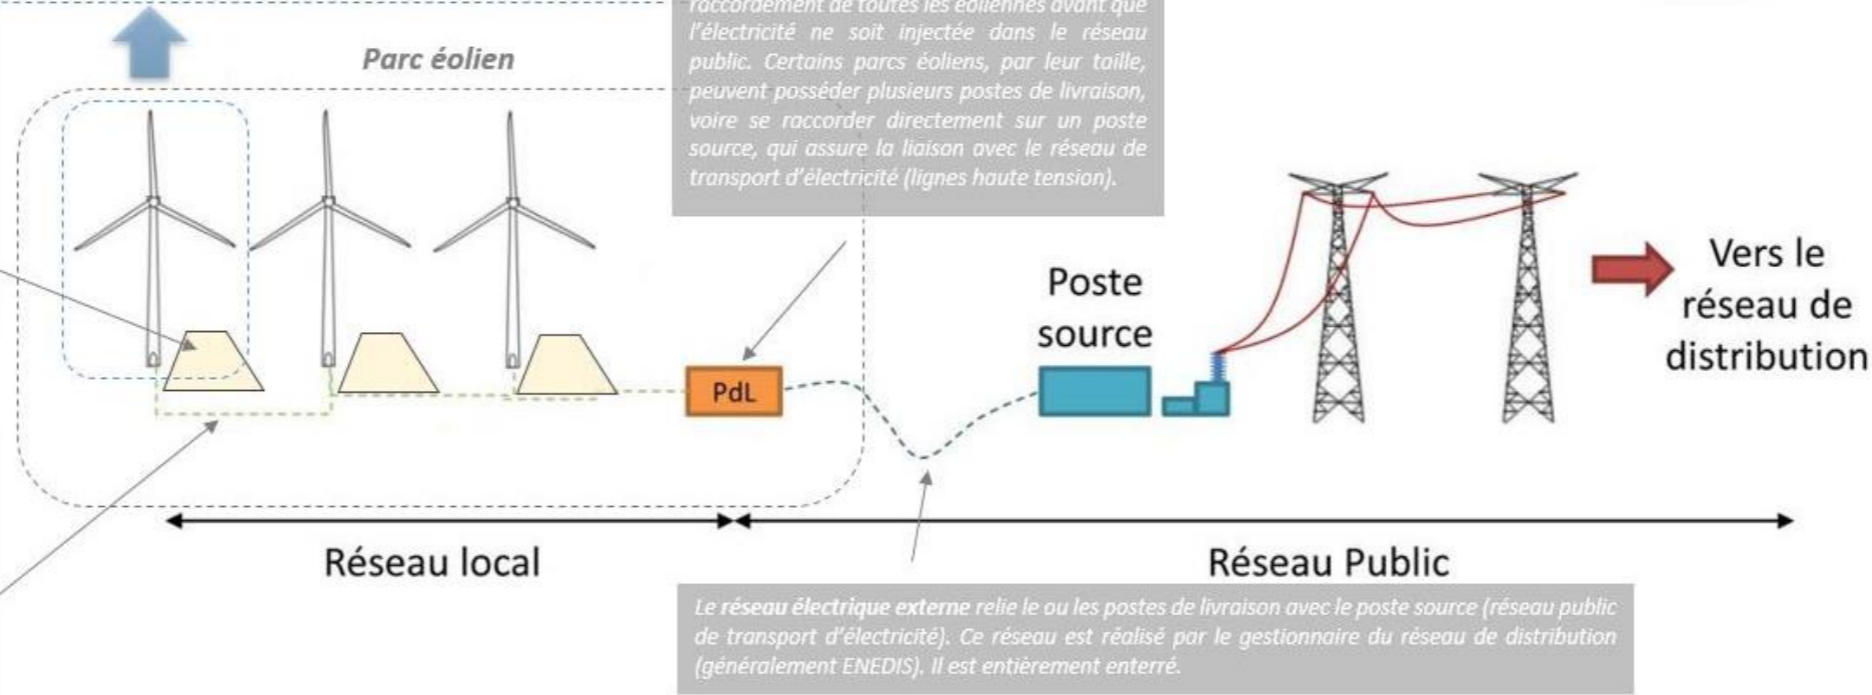 raccordement de toutes les éoliennes avant que
l'électricité ne soit injectée dans le réseau
public. Certains parcs éoliens, par leur taille,
peuvent posséder plusieurs postes de livraison,
voire se raccorder directement sur un poste
source, qui assure la liaison avec le réseau de
transport d'électricité (lignes haute tension).
Parc éolien
Poste
source
Vers le
réseau de
distribution
PdL
Réseau local
Réseau Public
Le réseau électrique externe relie le ou les postes de livraison avec le poste source (réseau public
de transport d'électricité). Ce réseau est réalisé par le gestionnaire du réseau de distribution
(généralement ENEDIS). Il est entièrement enterré.